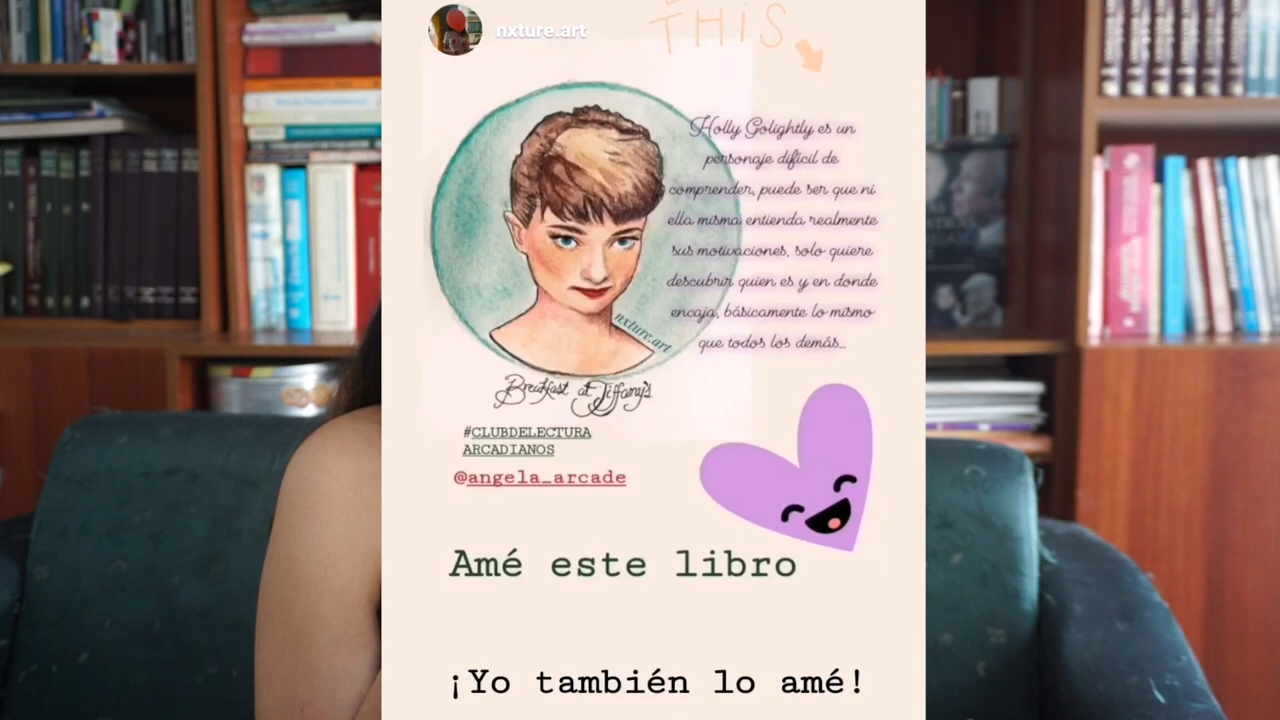 nxture.art
THIS
Holly Golightly es un
personaje difícil de
comprender, puede ser que ni
ella misma entienda realmente
sus motivaciones, solo quiere
descubrir quien es y en donde
encaja, básicamente lo mismo
que todos los demás...
nxture.art
Breakfast at Tiffany's
#CLUBDELECTURA
ARCADIANOS
@angela_arcade
Amé este libro
¡Yo también lo amé!